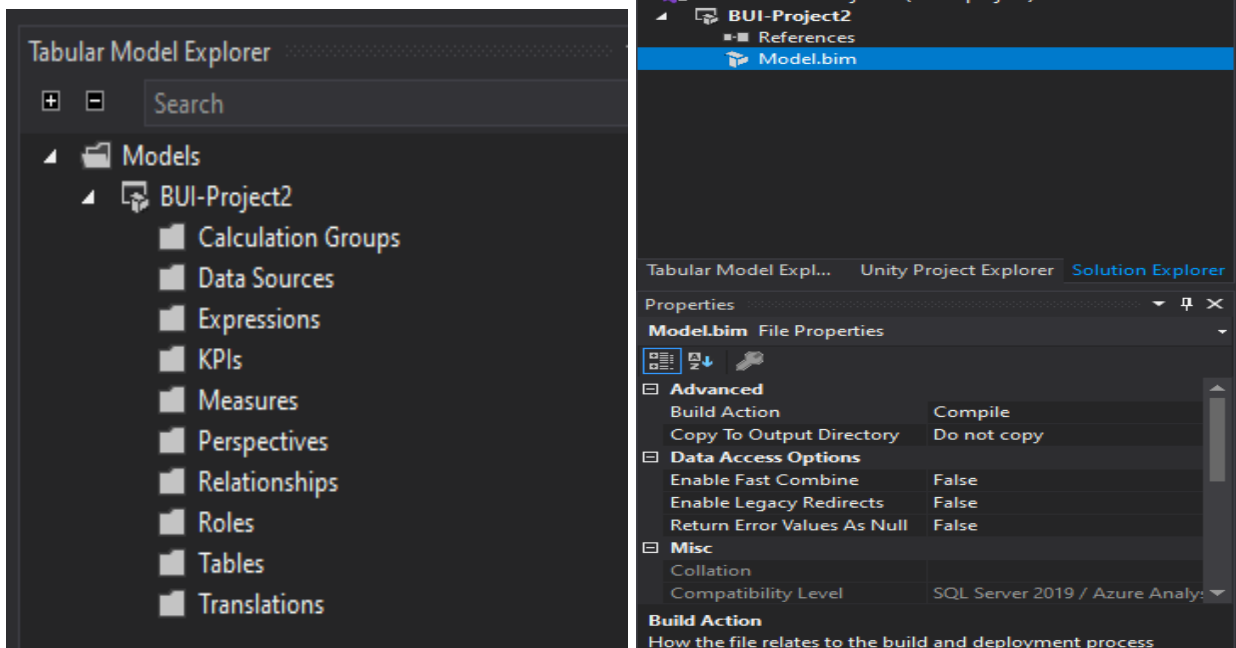 Tabular Model Explorer
Search
Models
BUI-Project2
Calculation Groups
Data Sources
Expressions
KPIs
Measures
Perspectives
Relationships
Roles
Tables
Translations
BUI-Project2
References
Model.bim
Tabular Model Expl... Unity Project Explorer Solution Explorer
Properties
Model.bim File Properties
Advanced
Build Action Compile
Copy To Output Directory Do not copy
Data Access Options
Enable Fast Combine False
Enable Legacy Redirects False
Return Error Values As Null False
Misc
Collation
Compatibility Level SQL Server 2019 / Azure Analy
Build Action
How the file relates to the build and deployment process